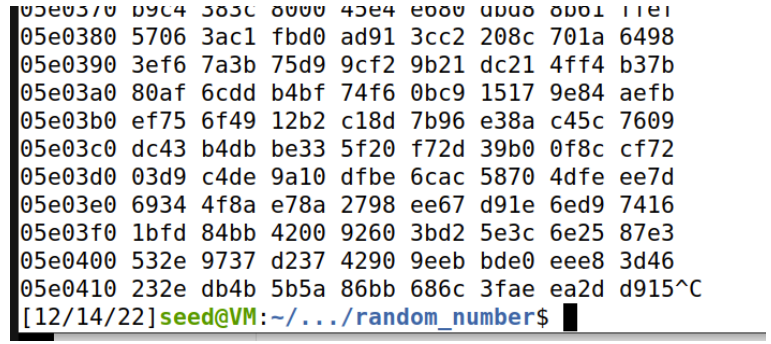 05e0370 b9c4 383c 8000 45e4 e680 dbd8 8b61 ffef
05e0380 5706 3ac1 fbd0 ad91 3cc2 208c 701a 6498
05e0390 3ef6 7a3b 75d9 9cf2 9b21 dc21 4ff4 b37b
05e03a0 80af 6cdd b4bf 74f6 0bc9 1517 9e84 aefb
05e03b0 ef75 6f49 12b2 c18d 7b96 e38a c45c 7609
05e03c0 dc43 b4db be33 5f20 f72d 39b0 0f8c cf72
05e03d0 03d9 c4de 9a10 dfbe 6cac 5870 4dfe ee7d
05e03e0 6934 4f8a e78a 2798 ee67 d91e 6ed9 7416
05e03f0 1bfd 84bb 4200 9260 3bd2 5e3c 6e25 87e3
05e0400 532e 9737 d237 4290 9eeb bde0 eee8 3d46
05e0410 232e db4b 5b5a 86bb 686c 3fae ea2d d915^C
[12/14/22]seed@VM:~/.../random_number$